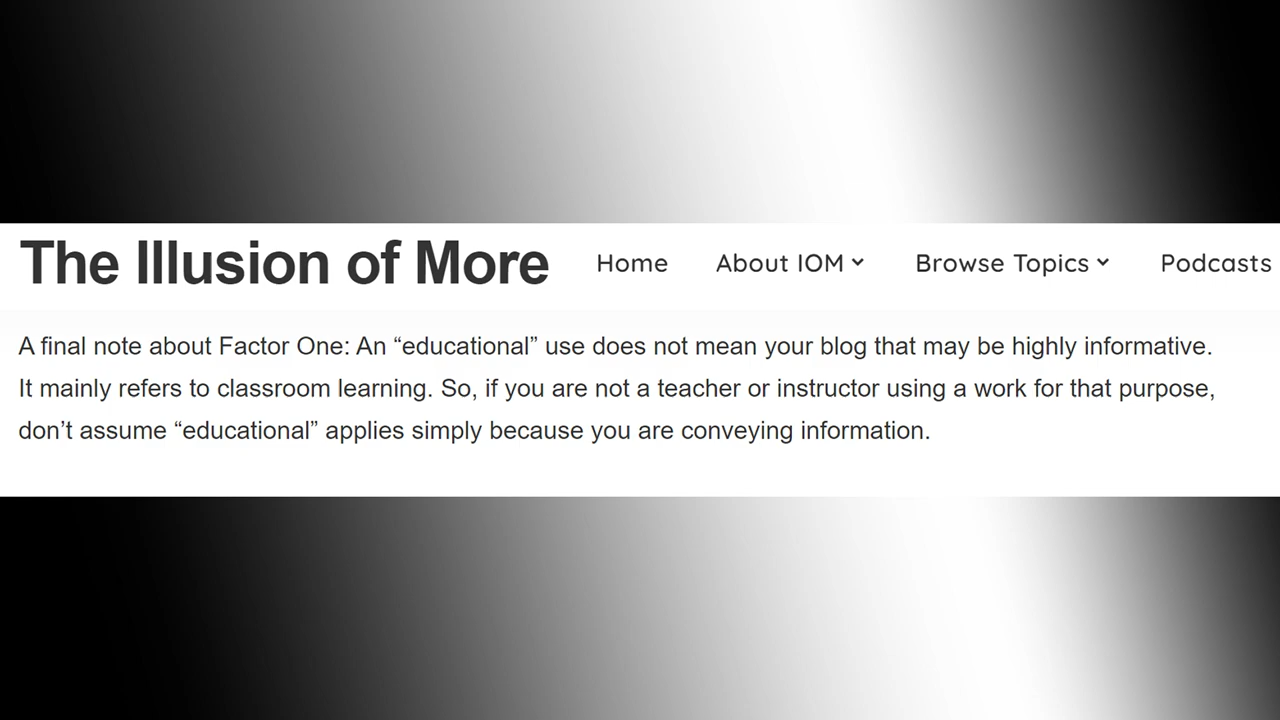 The Illusion of More Home About IOM Browse Topics Podcasts
A final note about Factor One: An “educational” use does not mean your blog that may be highly informative.
It mainly refers to classroom learning. So, if you are not a teacher or instructor using a work for that purpose,
don’t assume “educational” applies simply because you are conveying information.